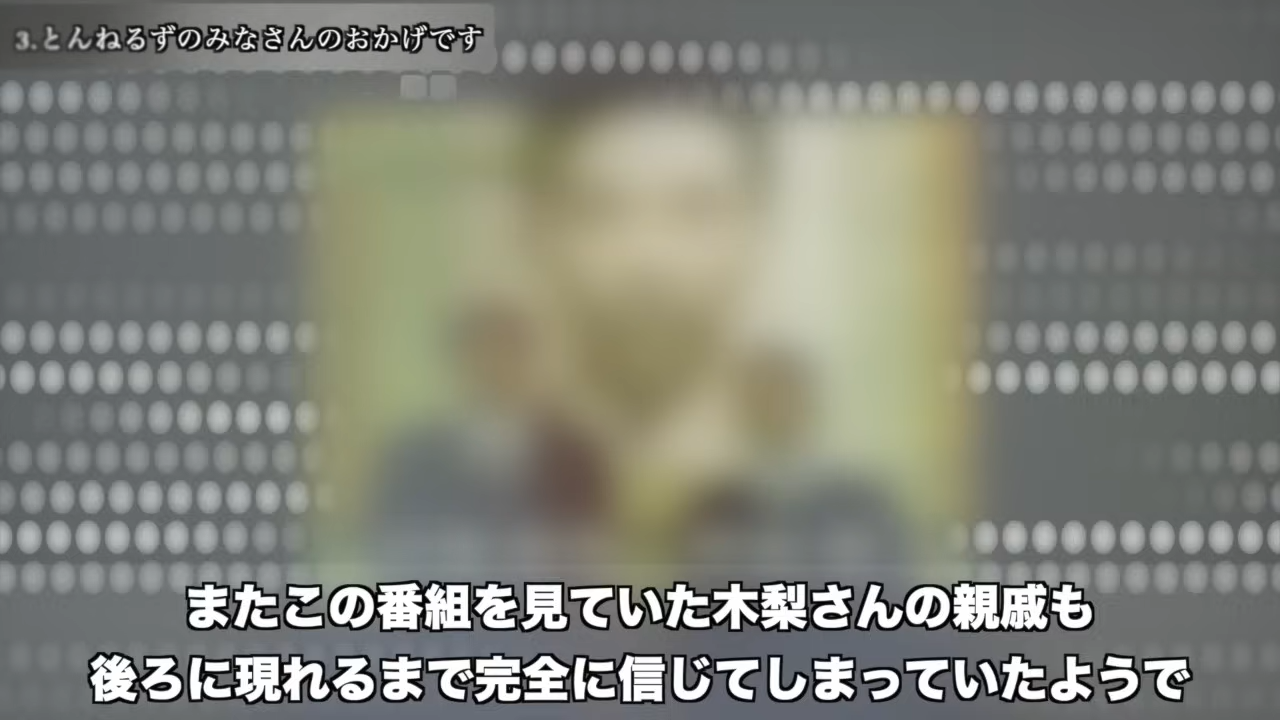 3.とんねるずのみなさんのおかげです
またこの番組を見ていた木梨さんの親戚も
後ろに現れるまで完全に信じてしまっていたようで